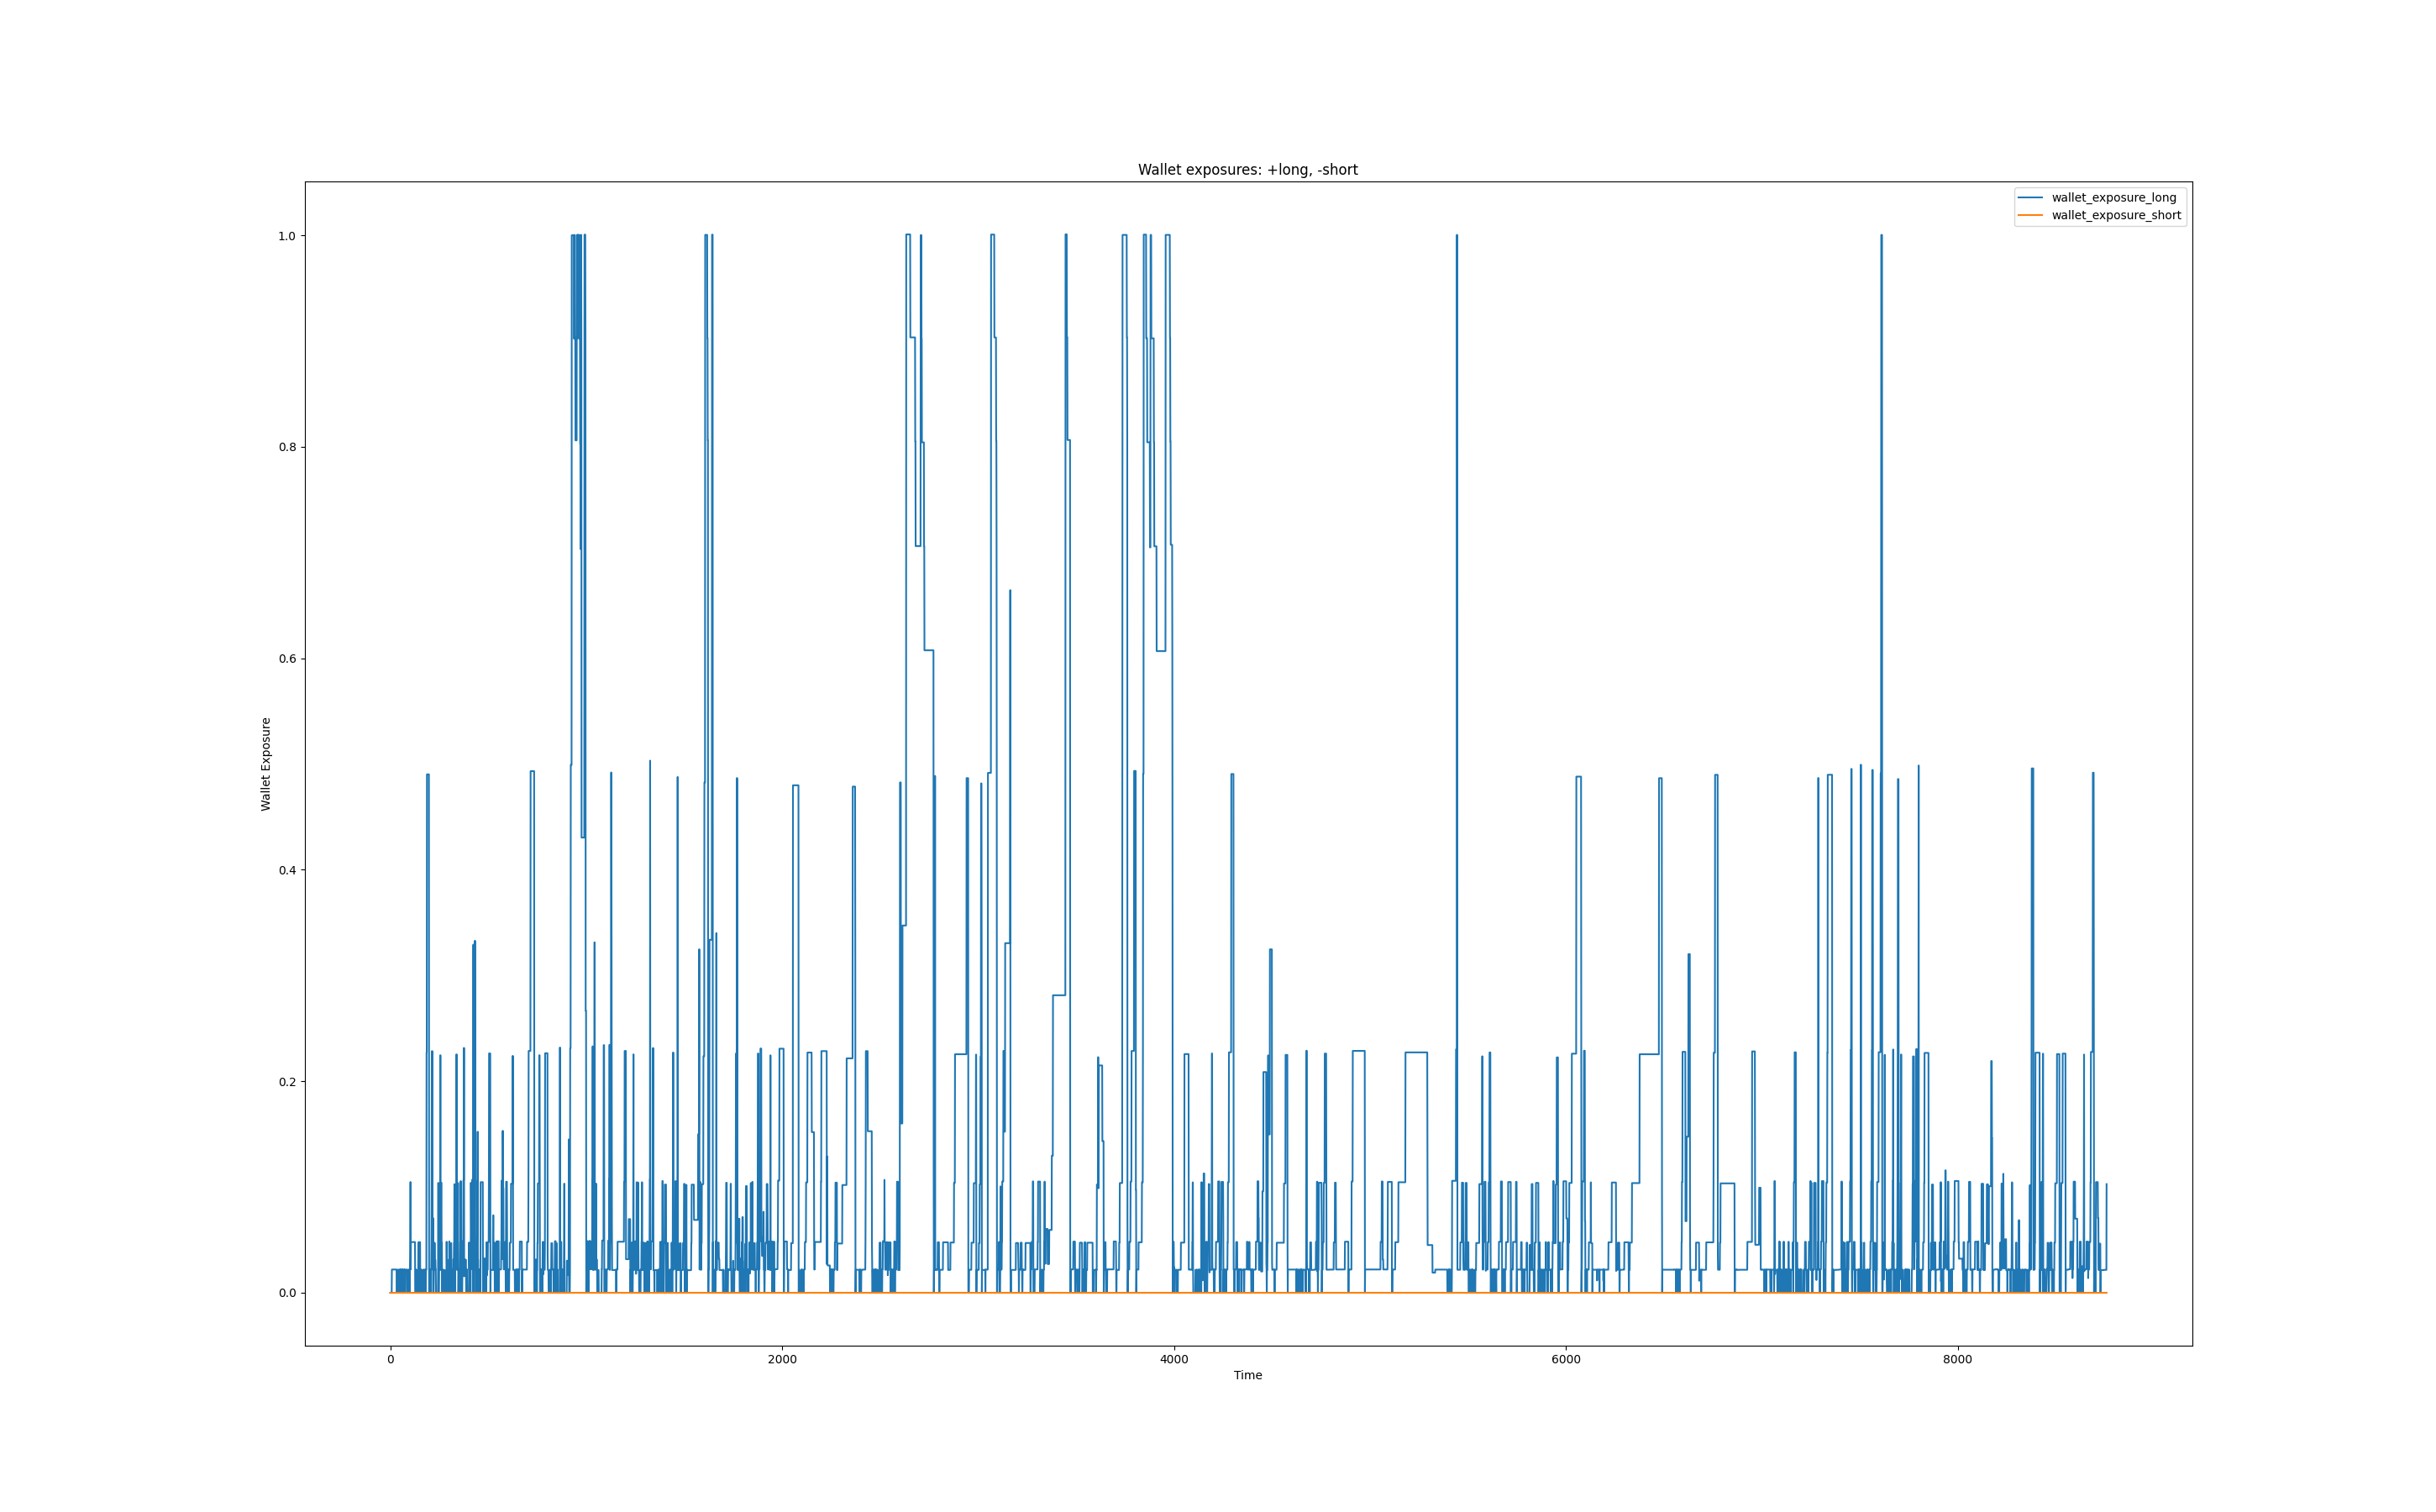 Wallet exposures: +long, -short
wallet_exposure_long
wallet_exposure_short
1.0
0.8
0.6
0.4
0.2
0.0
Wallet Exposure
0 2000 4000 6000 8000
Time